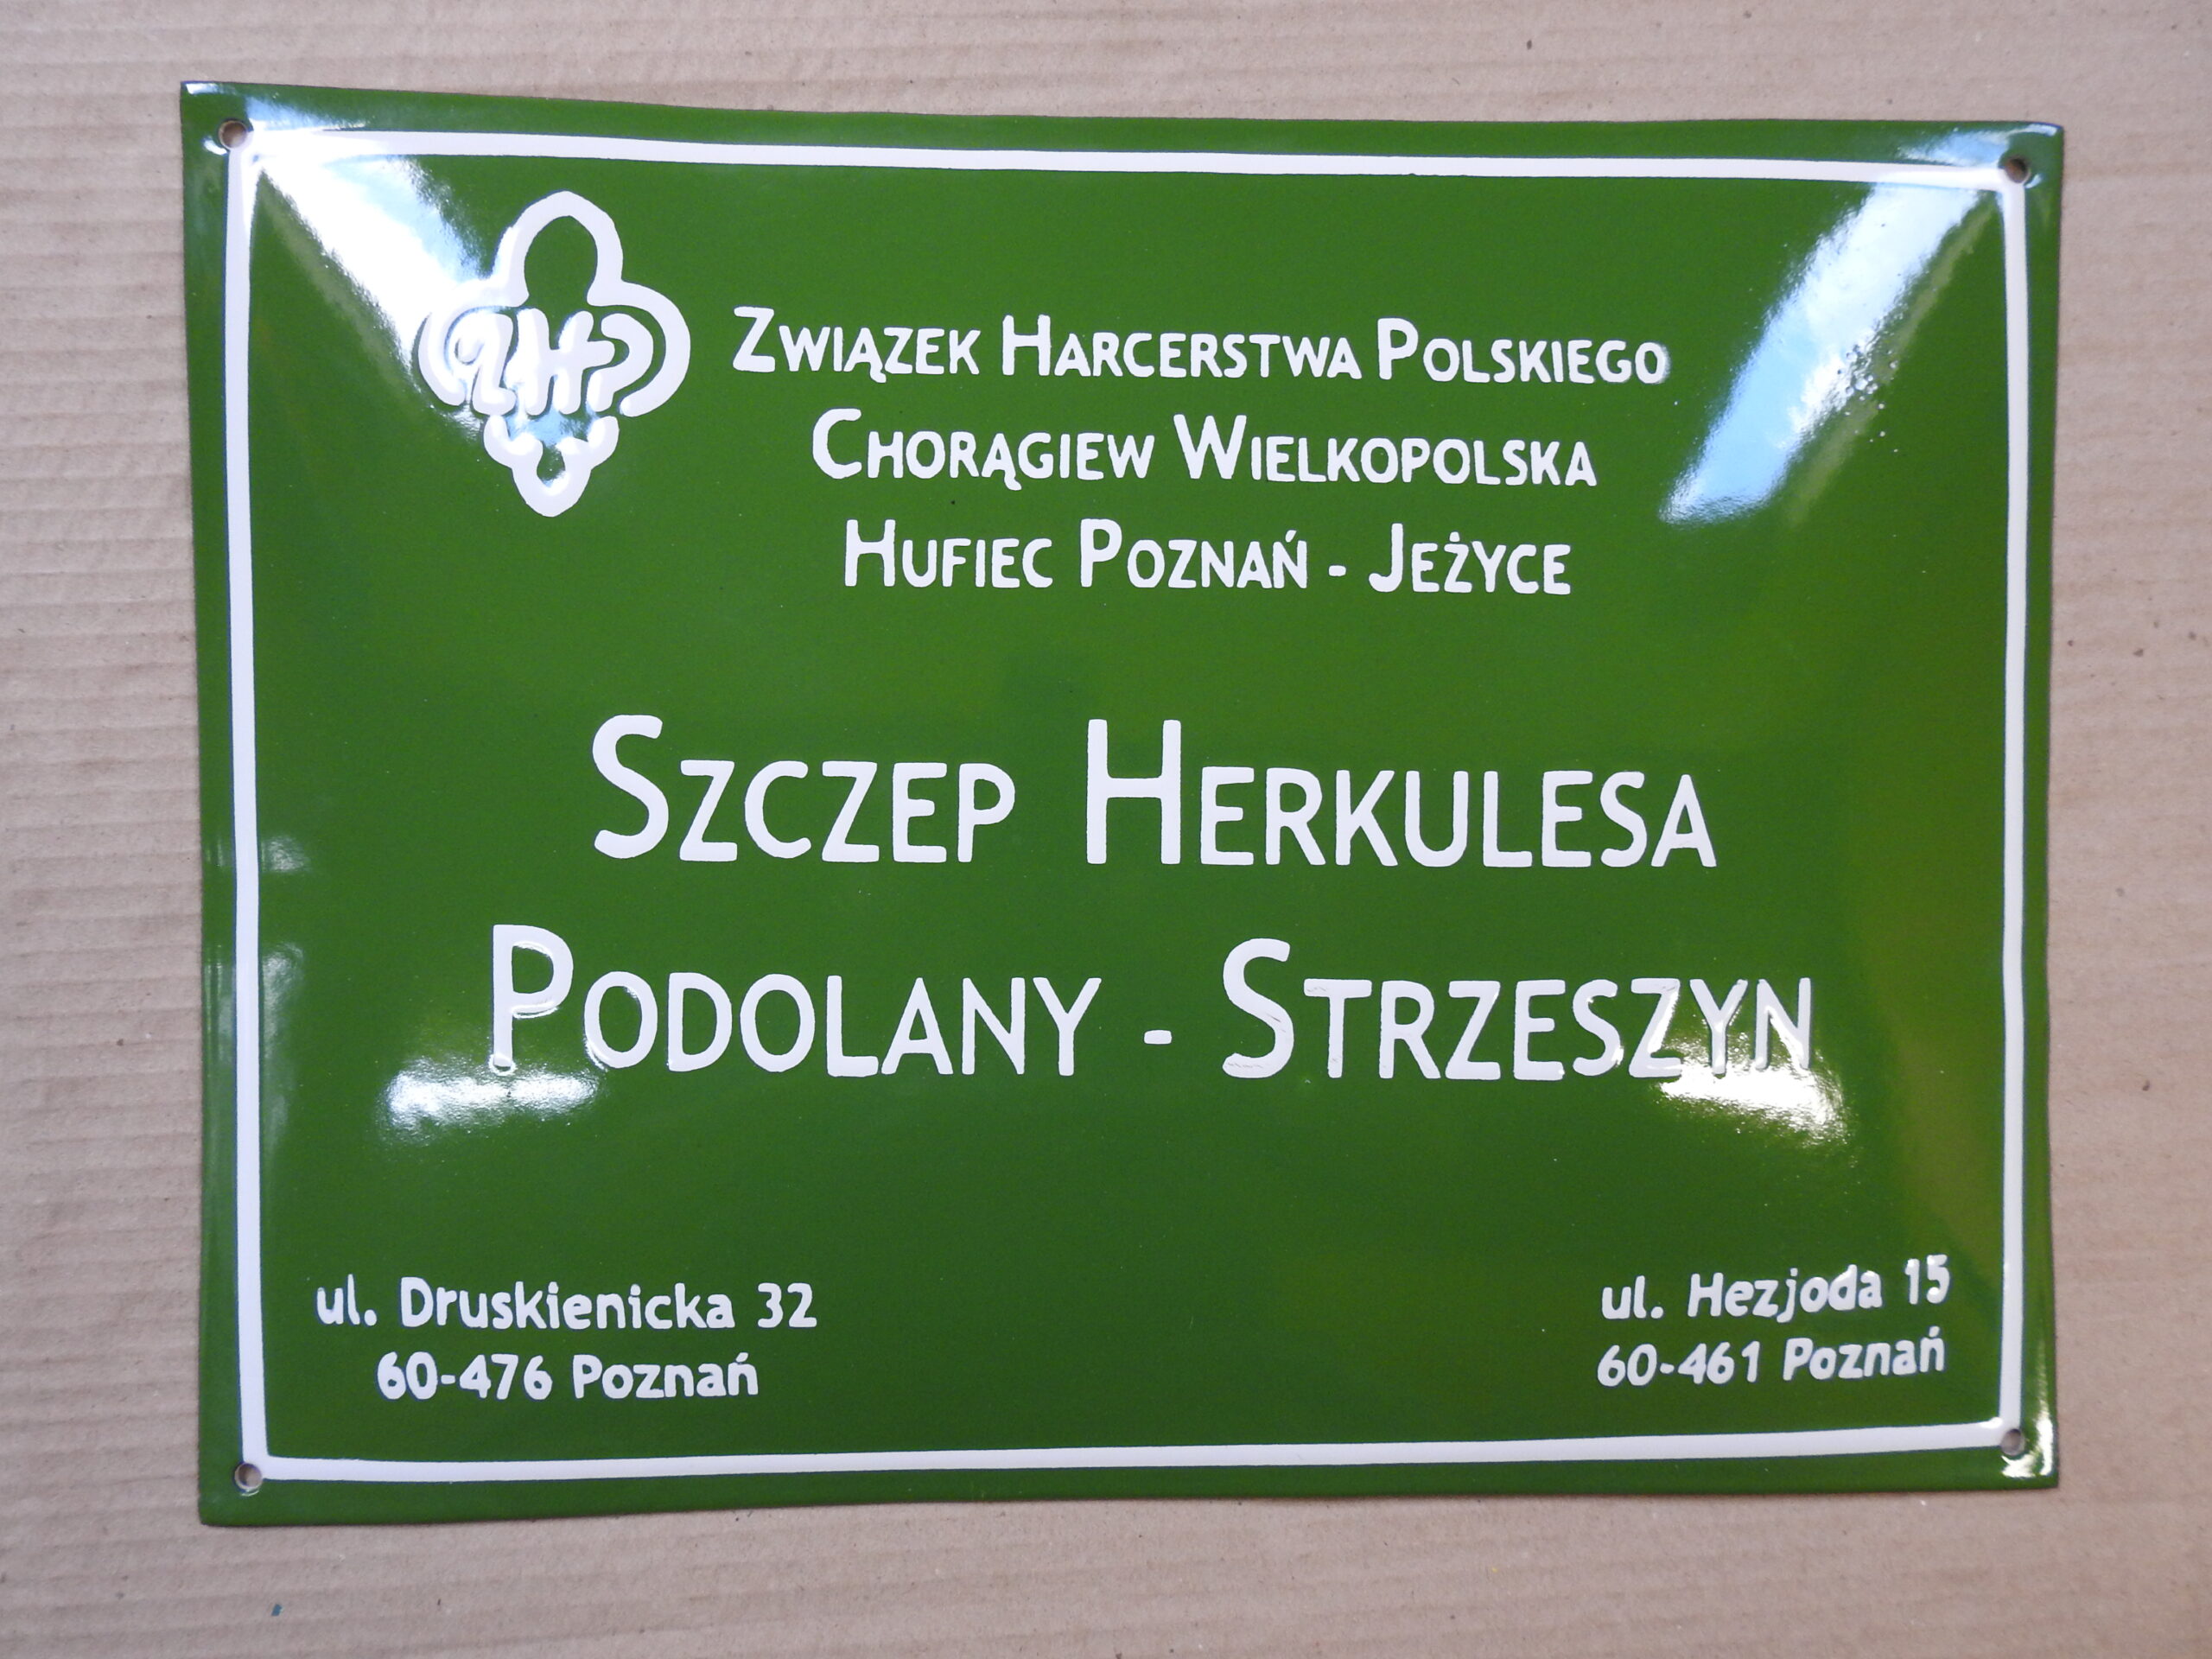 ZHP
Związek Harcerstwa Polskiego
Chorągiew Wielkopolska
Hufiec Poznań - Jeżyce
Szczep Herkulesa
Podolany - Strzeszyn
ul. Druskienicka 32
60-476 Poznań
ul. Hezjoda 15
60-461 Poznań